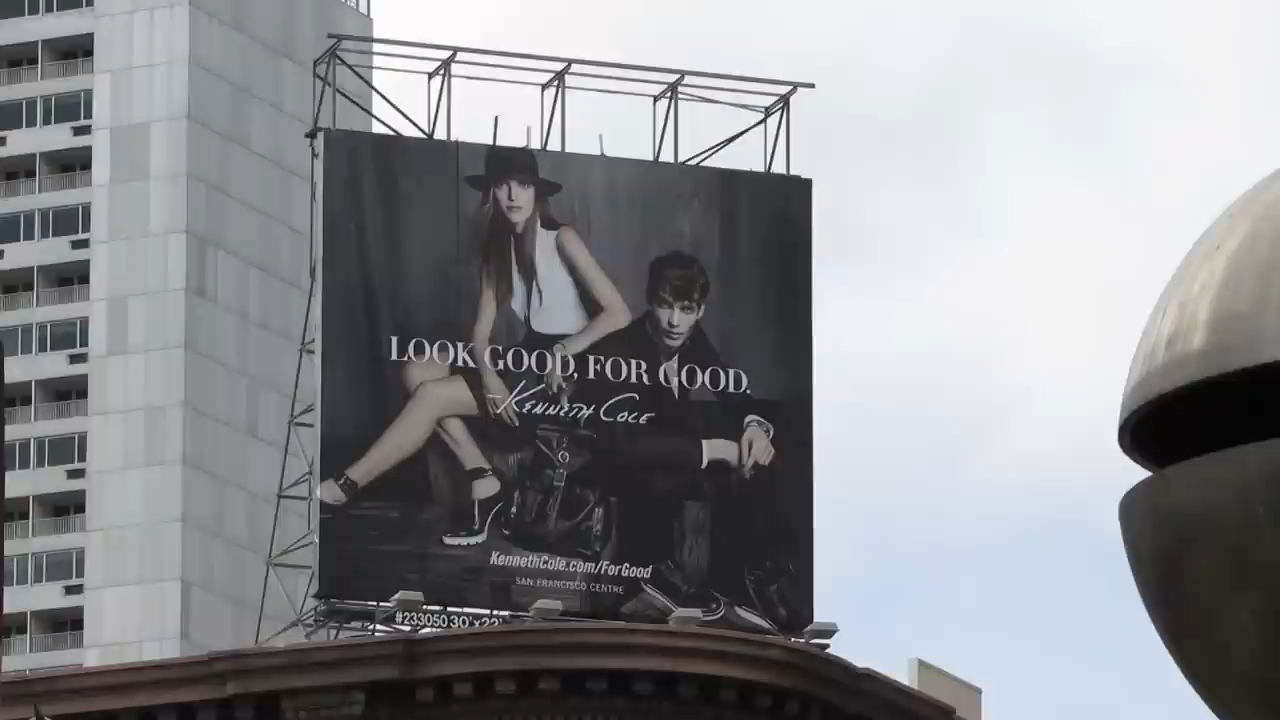 LOOK GOOD, FOR GOOD.
KENNETH COLE
KennethCole.com/ForGood
SAN FRANCISCO CENTRE
#233050 30'x22'